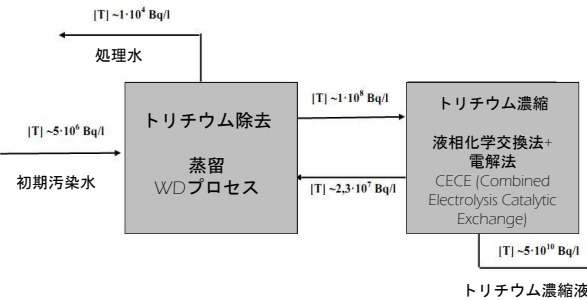 [T] ~1·10⁴ Bq/l
処理水
[T] ~5·10⁶ Bq/l
初期汚染水
トリチウム除去
蒸留
WDプロセス
[T] ~1·10⁸ Bq/l
[T] ~2,3·10⁷ Bq/l
トリチウム濃縮
液相化学交換法+
電解法
CECE (Combined
Electrolysis Catalytic
Exchange)
[T] ~5·10¹⁰ Bq/l
トリチウム濃縮液